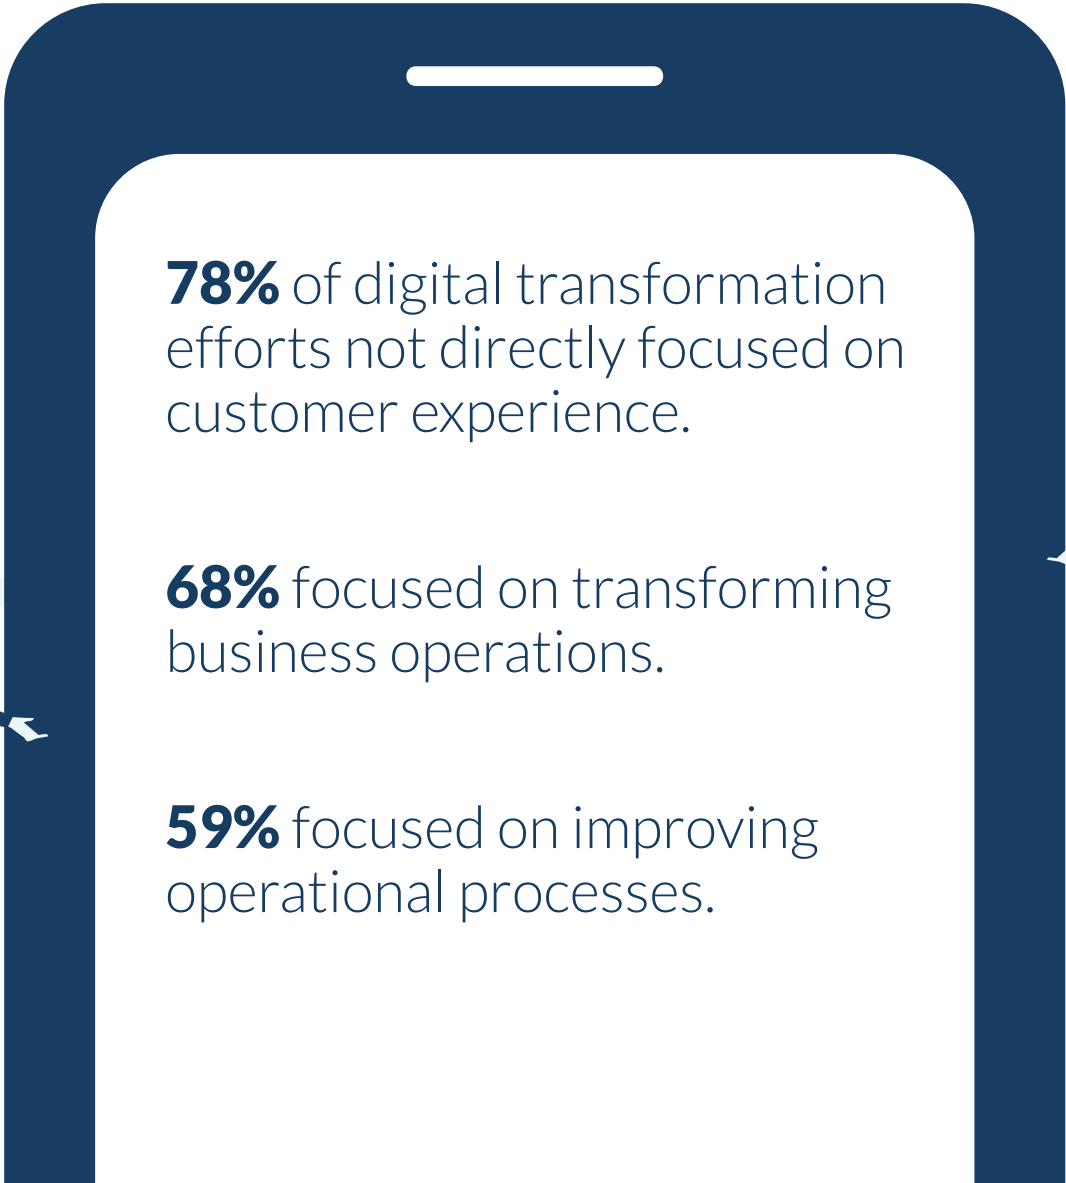 78% of digital transformation
efforts not directly focused on
customer experience.
68% focused on transforming
business operations.
59% focused on improving
operational processes.